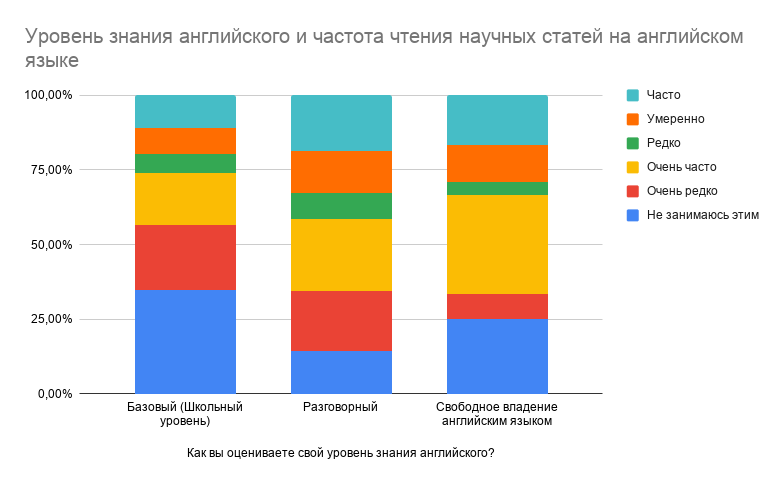 Уровень знания английского и частота чтения научных статей на английском
языке
100,00%
75,00%
50,00%
25,00%
0,00%
Базовый (Школьный
уровень)
Разговорный
Свободное владение
английским языком
Как вы оцениваете свой уровень знания английского?
Часто
Умеренно
Редко
Очень часто
Очень редко
Не занимаюсь этим